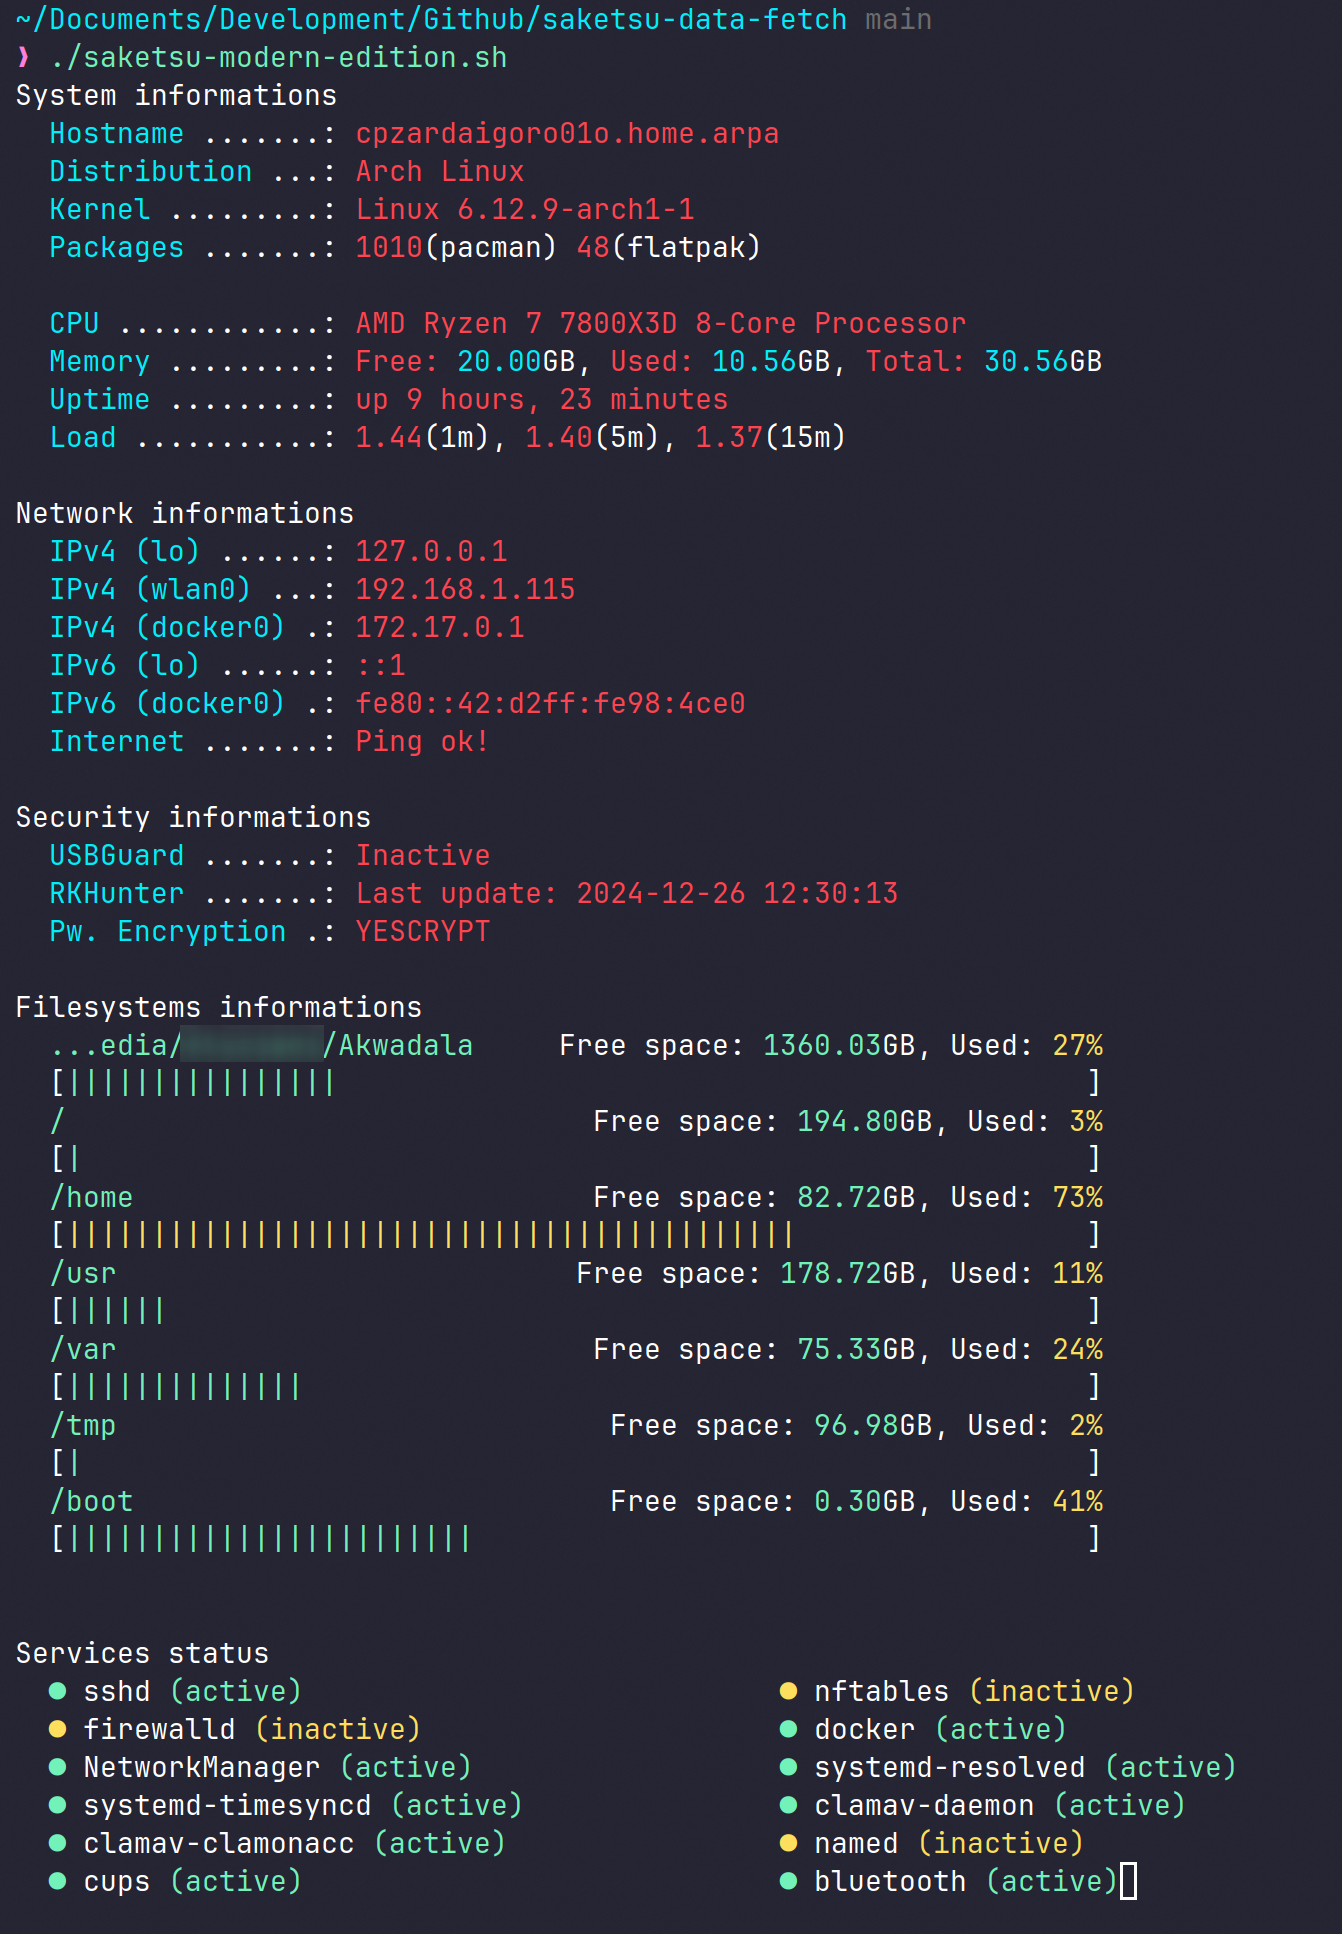 ~/Documents/Development/Github/saketsu-data-fetch main
❱ ./saketsu-modern-edition.sh
System informations
Hostname .......: cpzardaigoro01o.home.arpa
Distribution ...: Arch Linux
Kernel .........: Linux 6.12.9-arch1-1
Packages .......: 1010(pacman) 48(flatpak)
CPU ............: AMD Ryzen 7 7800X3D 8-Core Processor
Memory .........: Free: 20.00GB, Used: 10.56GB, Total: 30.56GB
Uptime .........: up 9 hours, 23 minutes
Load ...........: 1.44(1m), 1.40(5m), 1.37(15m)
Network informations
IPv4 (lo) ......: 127.0.0.1
IPv4 (wlan0) ...: 192.168.1.115
IPv4 (docker0) .: 172.17.0.1
IPv6 (lo) ......: ::1
IPv6 (docker0) .: fe80::42:d2ff:fe98:4ce0
Internet .......: Ping ok!
Security informations
USBGuard .......: Inactive
RKHunter .......: Last update: 2024-12-26 12:30:13
Pw. Encryption .: YESCRYPT
Filesystems informations
...edia/ /Akwadala Free space: 1360.03GB, Used: 27%
[|||||||||||||||| ]
/ Free space: 194.80GB, Used: 3%
[| ]
/home Free space: 82.72GB, Used: 73%
[||||||||||||||||||||||||||||||||||||||||||| ]
/usr Free space: 178.72GB, Used: 11%
[|||||| ]
/var Free space: 75.33GB, Used: 24%
[|||||||||||||| ]
/tmp Free space: 96.98GB, Used: 2%
[| ]
/boot Free space: 0.30GB, Used: 41%
[|||||||||||||||||||||||| ]
Services status
● sshd (active) ● nftables (inactive)
● firewalld (inactive) ● docker (active)
● NetworkManager (active) ● systemd-resolved (active)
● systemd-timesyncd (active) ● clamav-daemon (active)
● clamav-clamonacc (active) ● named (inactive)
● cups (active) ● bluetooth (active)